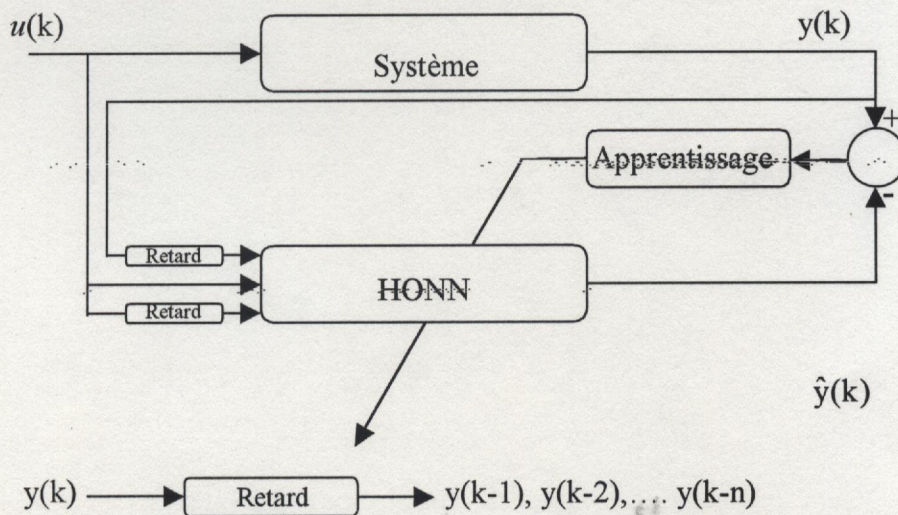 u(k)
y(k)
Système
+
Apprentissage
-
Retard
HONN
Retard
ŷ(k)
y(k)
Retard
y(k-1), y(k-2),.... y(k-n)